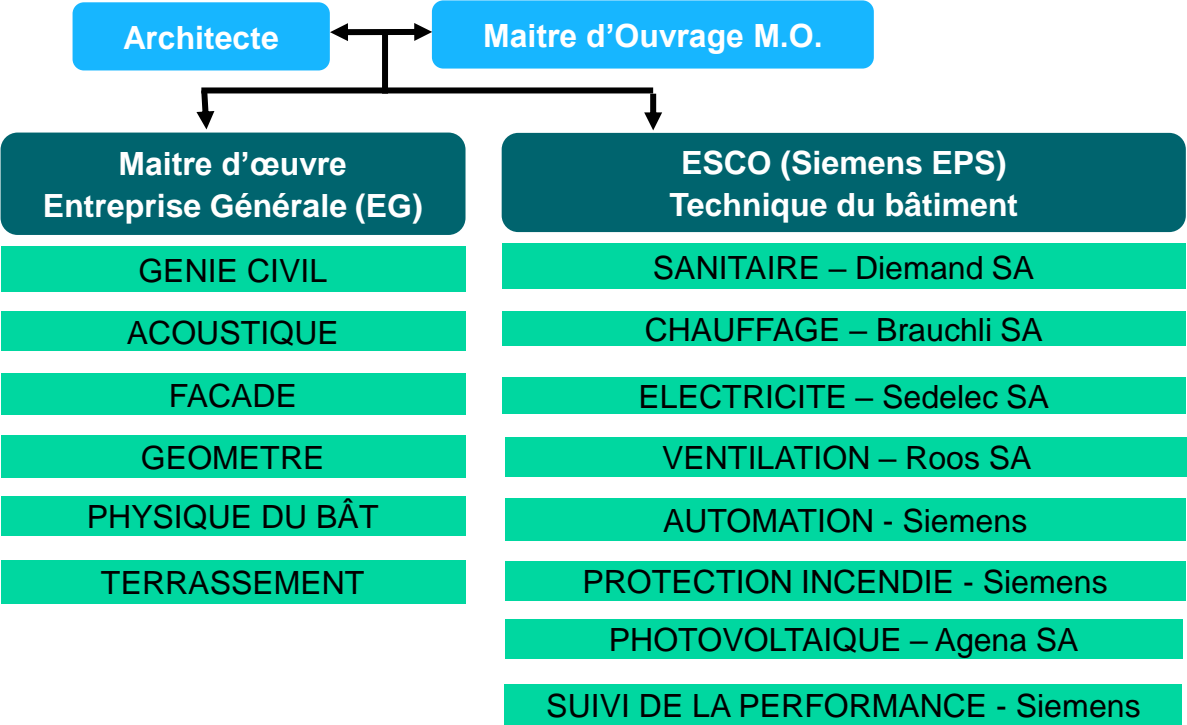 Architecte
Maitre d'Ouvrage M.O.
Maitre d'œuvre
Entreprise Générale (EG)
GENIE CIVIL
ACOUSTIQUE
FACADE
GEOMETRE
PHYSIQUE DU BÂT
TERRASSEMENT
ESCO (Siemens EPS)
Technique du bâtiment
SANITAIRE – Diemand SA
CHAUFFAGE – Brauchli SA
ELECTRICITE – Sedelec SA
VENTILATION – Roos SA
AUTOMATION - Siemens
PROTECTION INCENDIE - Siemens
PHOTOVOLTAIQUE – Agena SA
SUIVI DE LA PERFORMANCE - Siemens